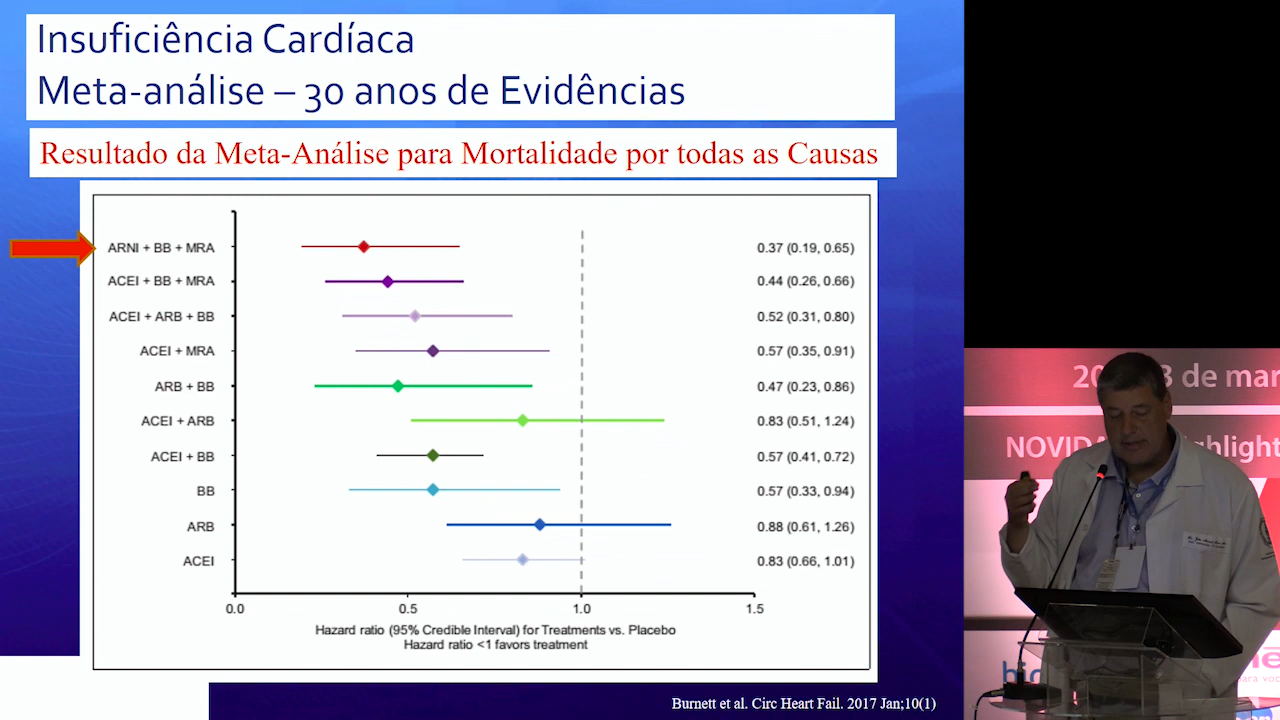 Insuficiência Cardíaca
Meta-análise – 30 anos de Evidências
Resultado da Meta-Análise para Mortalidade por todas as Causas
ARNI + BB + MRA 0.37 (0.19, 0.65)
ACEI + BB + MRA 0.44 (0.26, 0.66)
ACEI + ARB + BB 0.52 (0.31, 0.80)
ACEI + MRA 0.57 (0.35, 0.91)
ARB + BB 0.47 (0.23, 0.86)
ACEI + ARB 0.83 (0.51, 1.24)
ACEI + BB 0.57 (0.41, 0.72)
BB 0.57 (0.33, 0.94)
ARB 0.88 (0.61, 1.26)
ACEI 0.83 (0.66, 1.01)
0.0 0.5 1.0 1.5
Hazard ratio (95% Credible Interval) for Treatments vs. Placebo
Hazard ratio <1 favors treatment
Burnett et al. Circ Heart Fail. 2017 Jan;10(1)
3 de mar
NOVID
ghlight